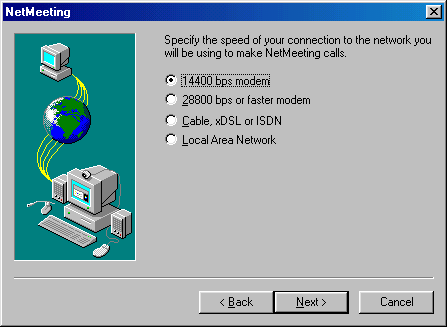 NetMeeting
Specify the speed of your connection to the network you
will be using to make NetMeeting calls.
14400 bps modem
28800 bps or faster modem
Cable, xDSL or ISDN
Local Area Network
< Back
Next >
Cancel